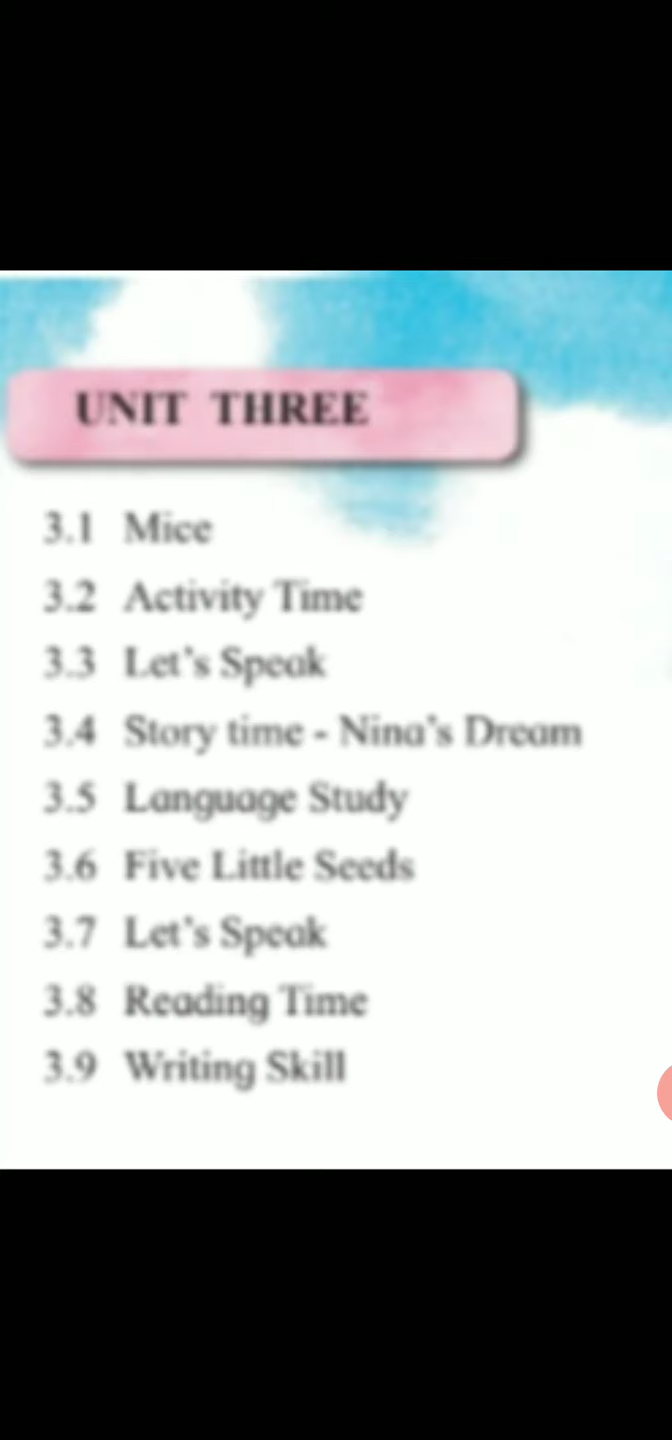 UNIT THREE
3.1 Mice
3.2 Activity Time
3.3 Let's Speak
3.4 Story time - Nina's Dream
3.5 Language Study
3.6 Five Little Seeds
3.7 Let's Speak
3.8 Reading Time
3.9 Writing Skill